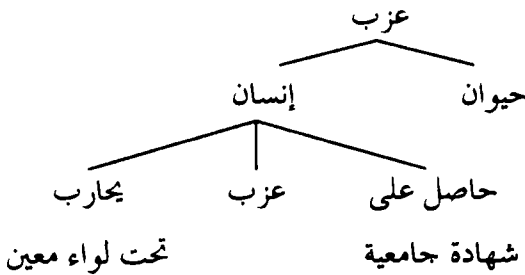 عزب
حيوان إنسان
حاصل على عزب يحارب
شهادة جامعية تحت لواء معين